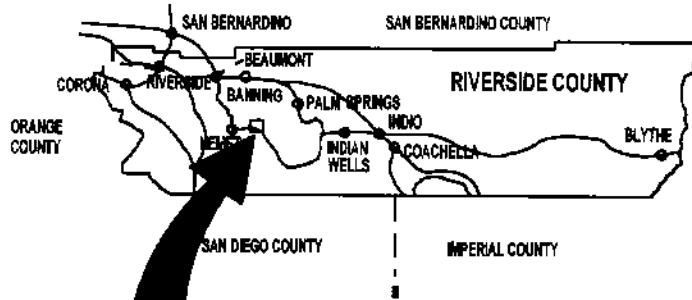 SAN BERNARDINO
SAN BERNARDINO COUNTY
BEAUMONT
CORONA
RIVERSIDE
BANNING
RIVERSIDE COUNTY
PALM SPRINGS
ORANGE
COUNTY
INDIO
HEMET
INDIAN
WELLS
COACHELLA
BLYTHE
SAN DIEGO COUNTY
IMPERIAL COUNTY